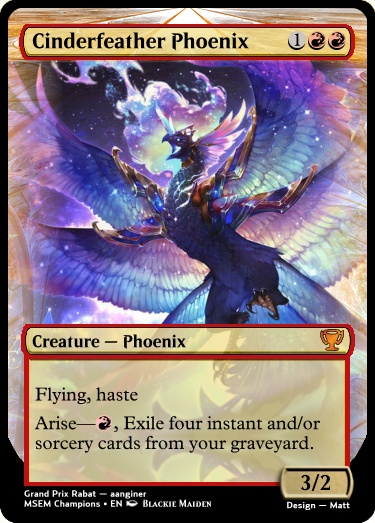 Cinderfeather Phoenix 1
Creature — Phoenix
Flying, haste
Arise—, Exile four instant and/or
sorcery cards from your graveyard.
3/2
Grand Prix Rabat — aanginer
MSEM Champions • EN Blackie Maiden
Design — Matt